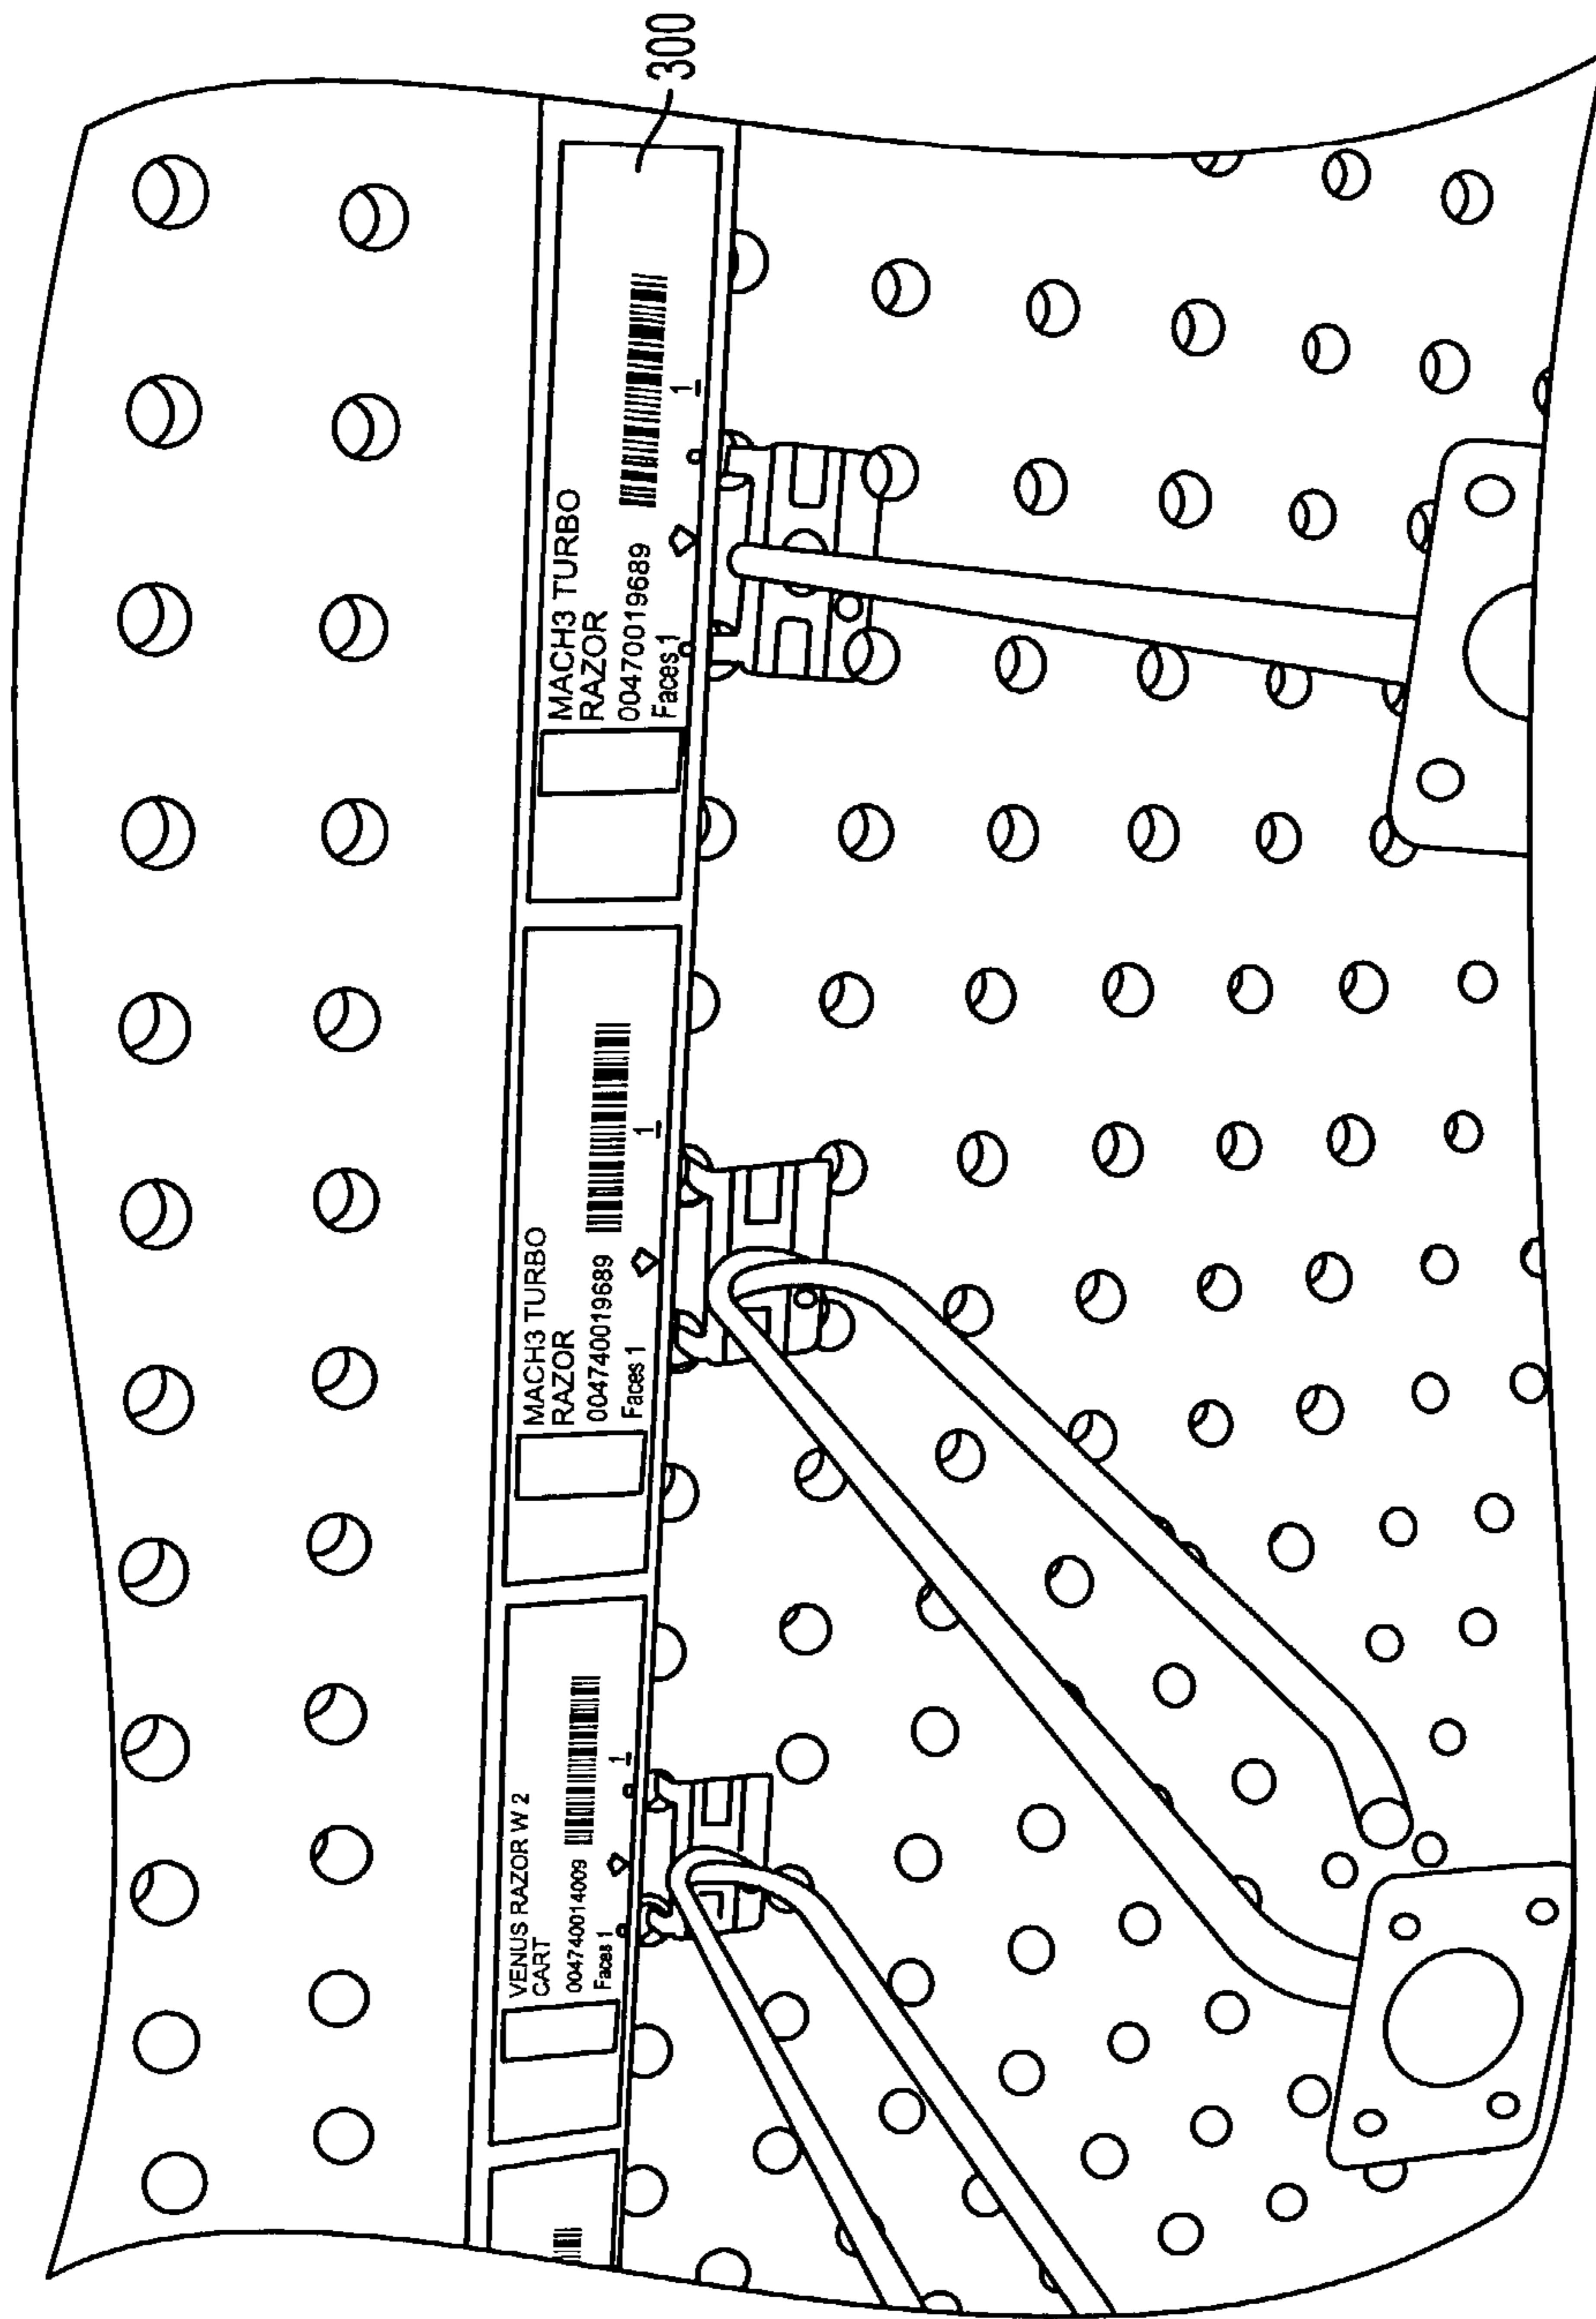 VENUS RAZOR W 2
CART
004740014009
Faces 1
1
MACH3 TURBO
RAZOR
004740019689
Faces 1
1
MACH3 TURBO
RAZOR
00470019689
Faces 1
1
300